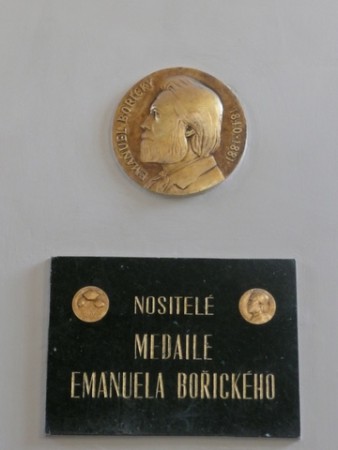 EMANUEL BOŘICKÝ
1840-1881
NOSITELÉ
MEDAILE
EMANUELA BOŘICKÉHO